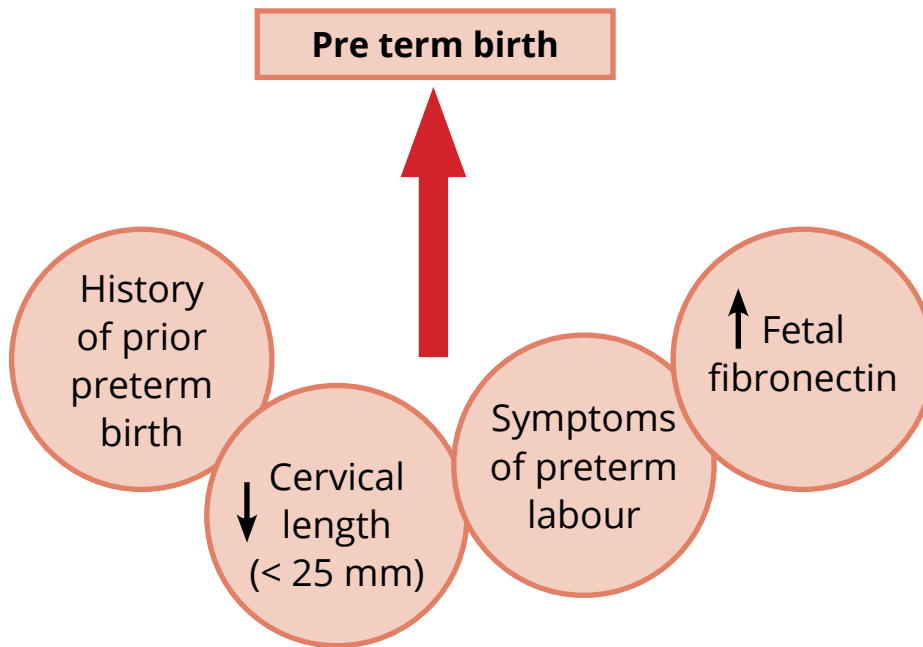 Pre term birth
History
of prior
preterm
birth
↓ Cervical
length
(< 25 mm)
Symptoms
of preterm
labour
↑ Fetal
fibronectin